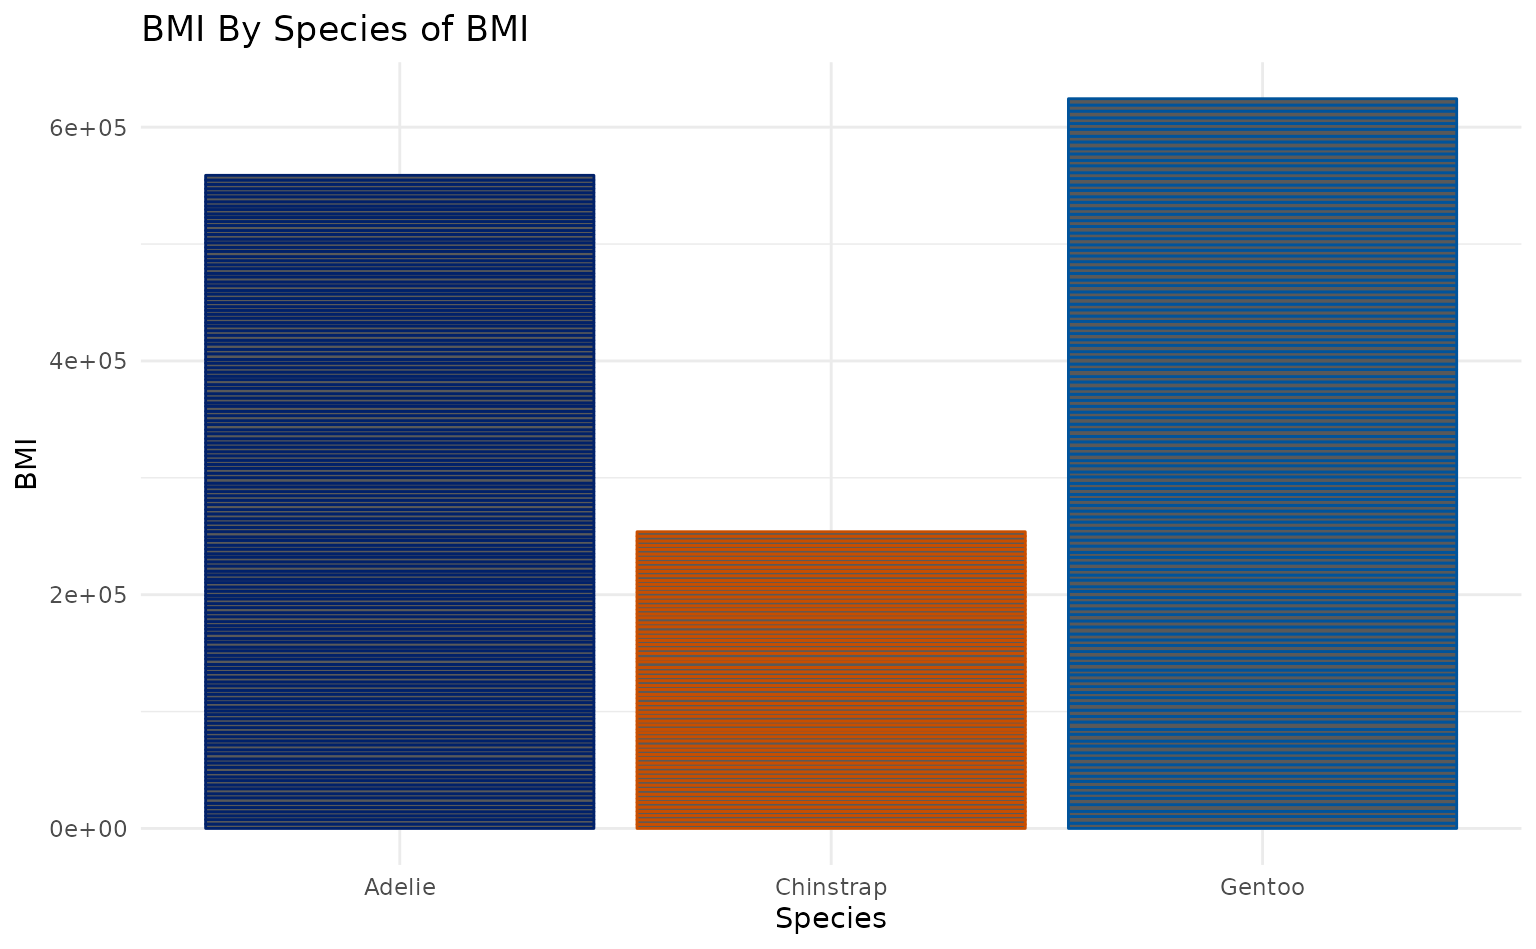 BMI By Species of BMI
6e+05
4e+05
2e+05
0e+00
BMI
Adelie
Chinstrap
Gentoo
Species